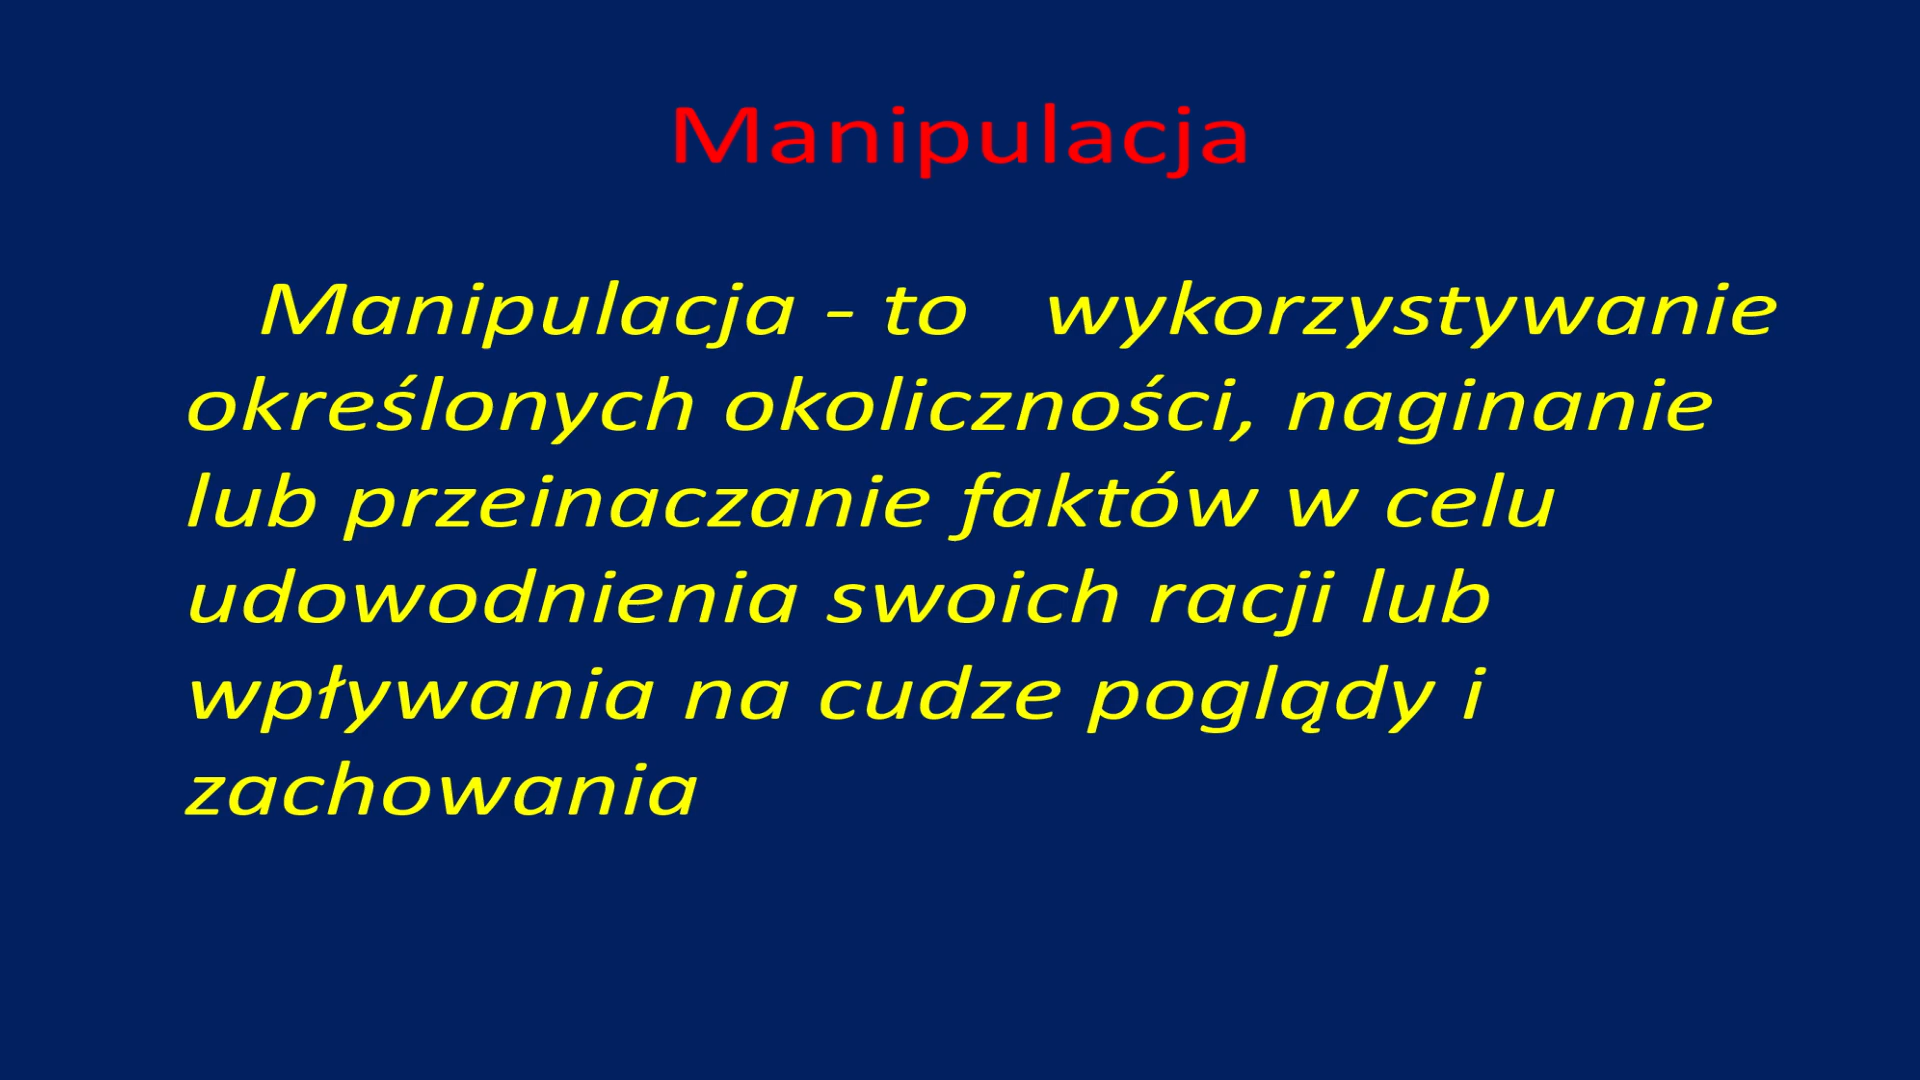 Manipulacja
Manipulacja - to wykorzystywanie
określonych okoliczności, naginanie
lub przeinaczanie faktów w celu
udowodnienia swoich racji lub
wpływania na cudze poglądy i
zachowania